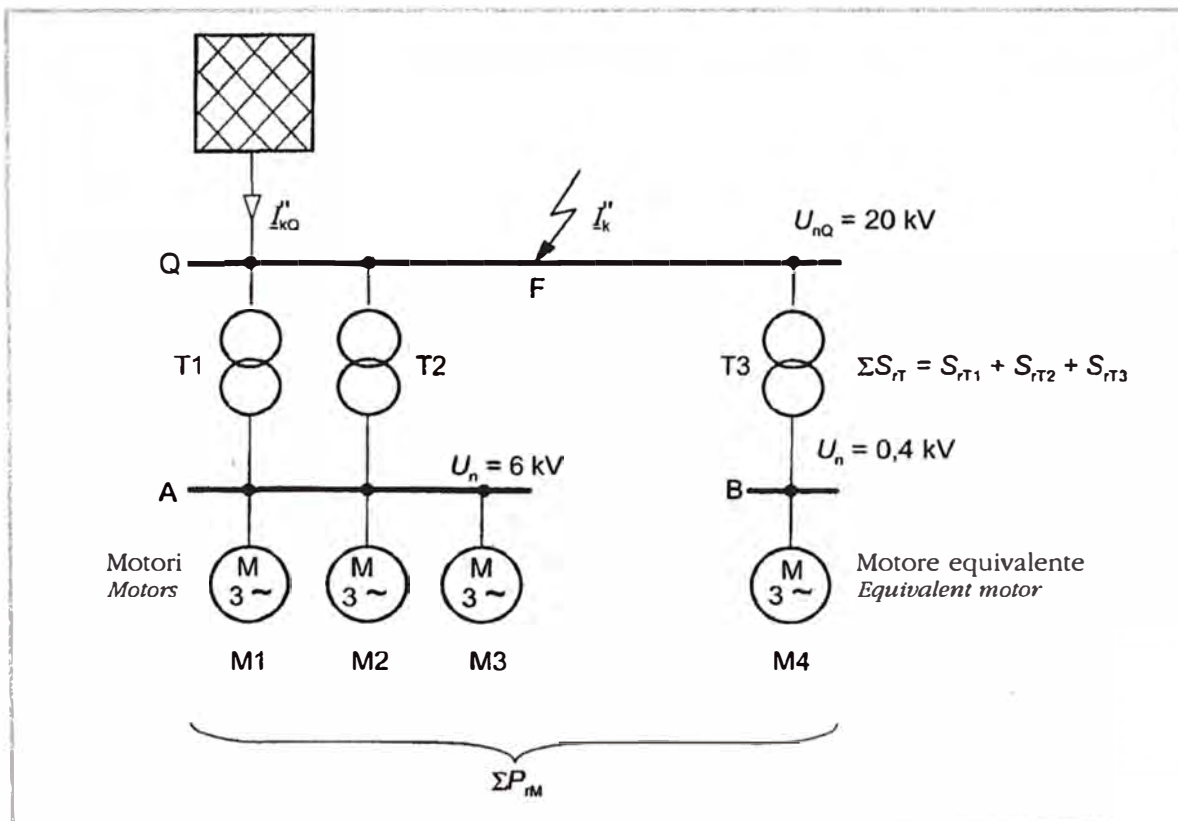 I"kQ
I"k
UnQ = 20 kV
Q
F
T1
T2
T3
ΣSrT = SrT1 + SrT2 + SrT3
Un = 6 kV
Un = 0,4 kV
A
B
Motori
Motors
M
3 ~
M
3 ~
M
3 ~
M
3 ~
Motore equivalente
Equivalent motor
M1
M2
M3
M4
ΣPrM